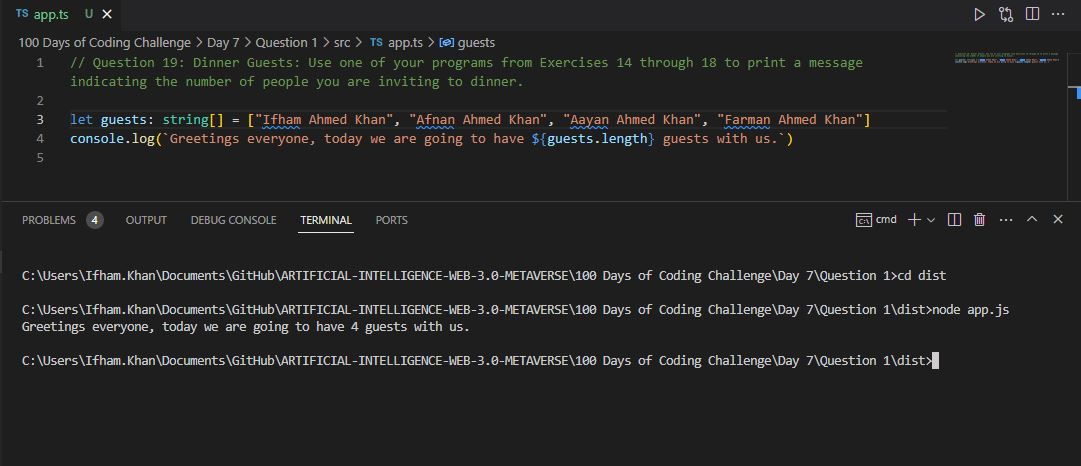 TS app.ts U
100 Days of Coding Challenge > Day 7 > Question 1 > src > TS app.ts > guests
1 // Question 19: Dinner Guests: Use one of your programs from Exercises 14 through 18 to print a message
indicating the number of people you are inviting to dinner.
2
3 let guests: string[] = ["Ifham Ahmed Khan", "Afnan Ahmed Khan", "Aayan Ahmed Khan", "Farman Ahmed Khan"]
4 console.log(`Greetings everyone, today we are going to have ${guests.length} guests with us.`)
5
PROBLEMS 4 OUTPUT DEBUG CONSOLE TERMINAL PORTS cmd
C:\Users\Ifham.Khan\Documents\GitHub\ARTIFICIAL-INTELLIGENCE-WEB-3.0-METAVERSE\100 Days of Coding Challenge\Day 7\Question 1>cd dist
C:\Users\Ifham.Khan\Documents\GitHub\ARTIFICIAL-INTELLIGENCE-WEB-3.0-METAVERSE\100 Days of Coding Challenge\Day 7\Question 1\dist>node app.js
Greetings everyone, today we are going to have 4 guests with us.
C:\Users\Ifham.Khan\Documents\GitHub\ARTIFICIAL-INTELLIGENCE-WEB-3.0-METAVERSE\100 Days of Coding Challenge\Day 7\Question 1\dist>